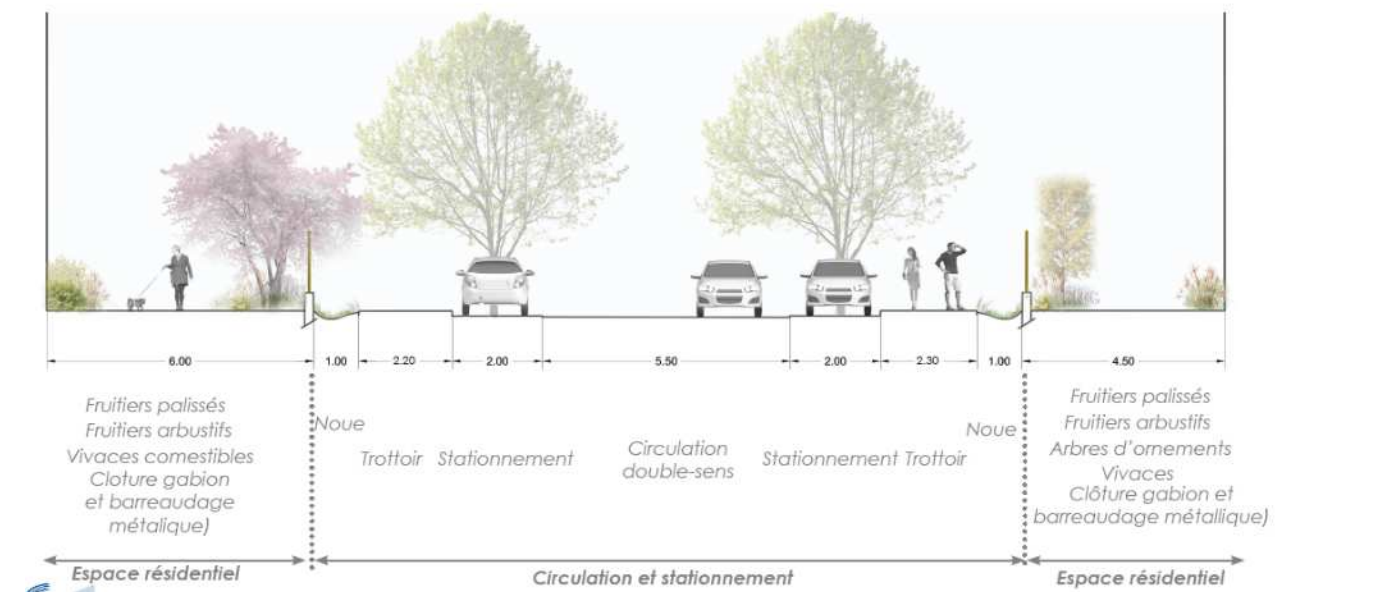 6.00 1.00 2.20 2.00 5.50 2.00 2.30 1.00 4.50
Fruitiers palissés
Fruitiers arbustifs
Vivaces comestibles
Cloture gabion
et barreaudage
métalique)
Noue
Trottoir
Stationnement
Circulation
double-sens
Stationnement
Trottoir
Noue
Fruitiers palissés
Fruitiers arbustifs
Arbres d'ornements
Vivaces
Clôture gabion et
barreaudage métallique)
Espace résidentiel
Circulation et stationnement
Espace résidentiel